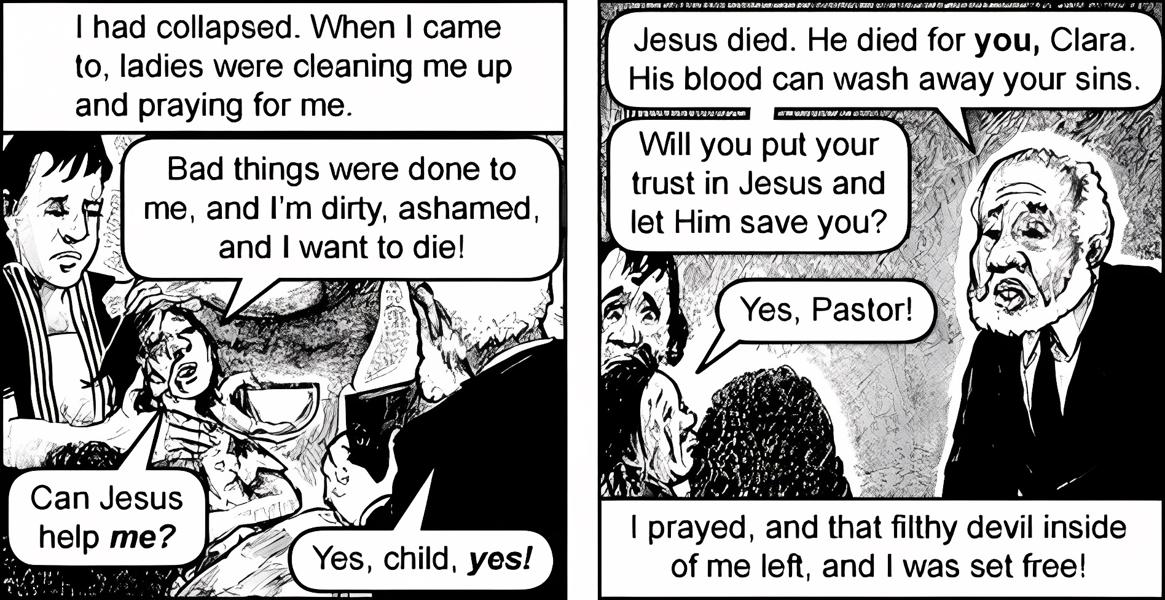 I had collapsed. When I came
to, ladies were cleaning me up
and praying for me.
Bad things were done to
me, and I'm dirty, ashamed,
and I want to die!
Can Jesus
help me?
Yes, child, yes!
Jesus died. He died for you, Clara.
His blood can wash away your sins.
Will you put your
trust in Jesus and
let Him save you?
Yes, Pastor!
I prayed, and that filthy devil inside
of me left, and I was set free!